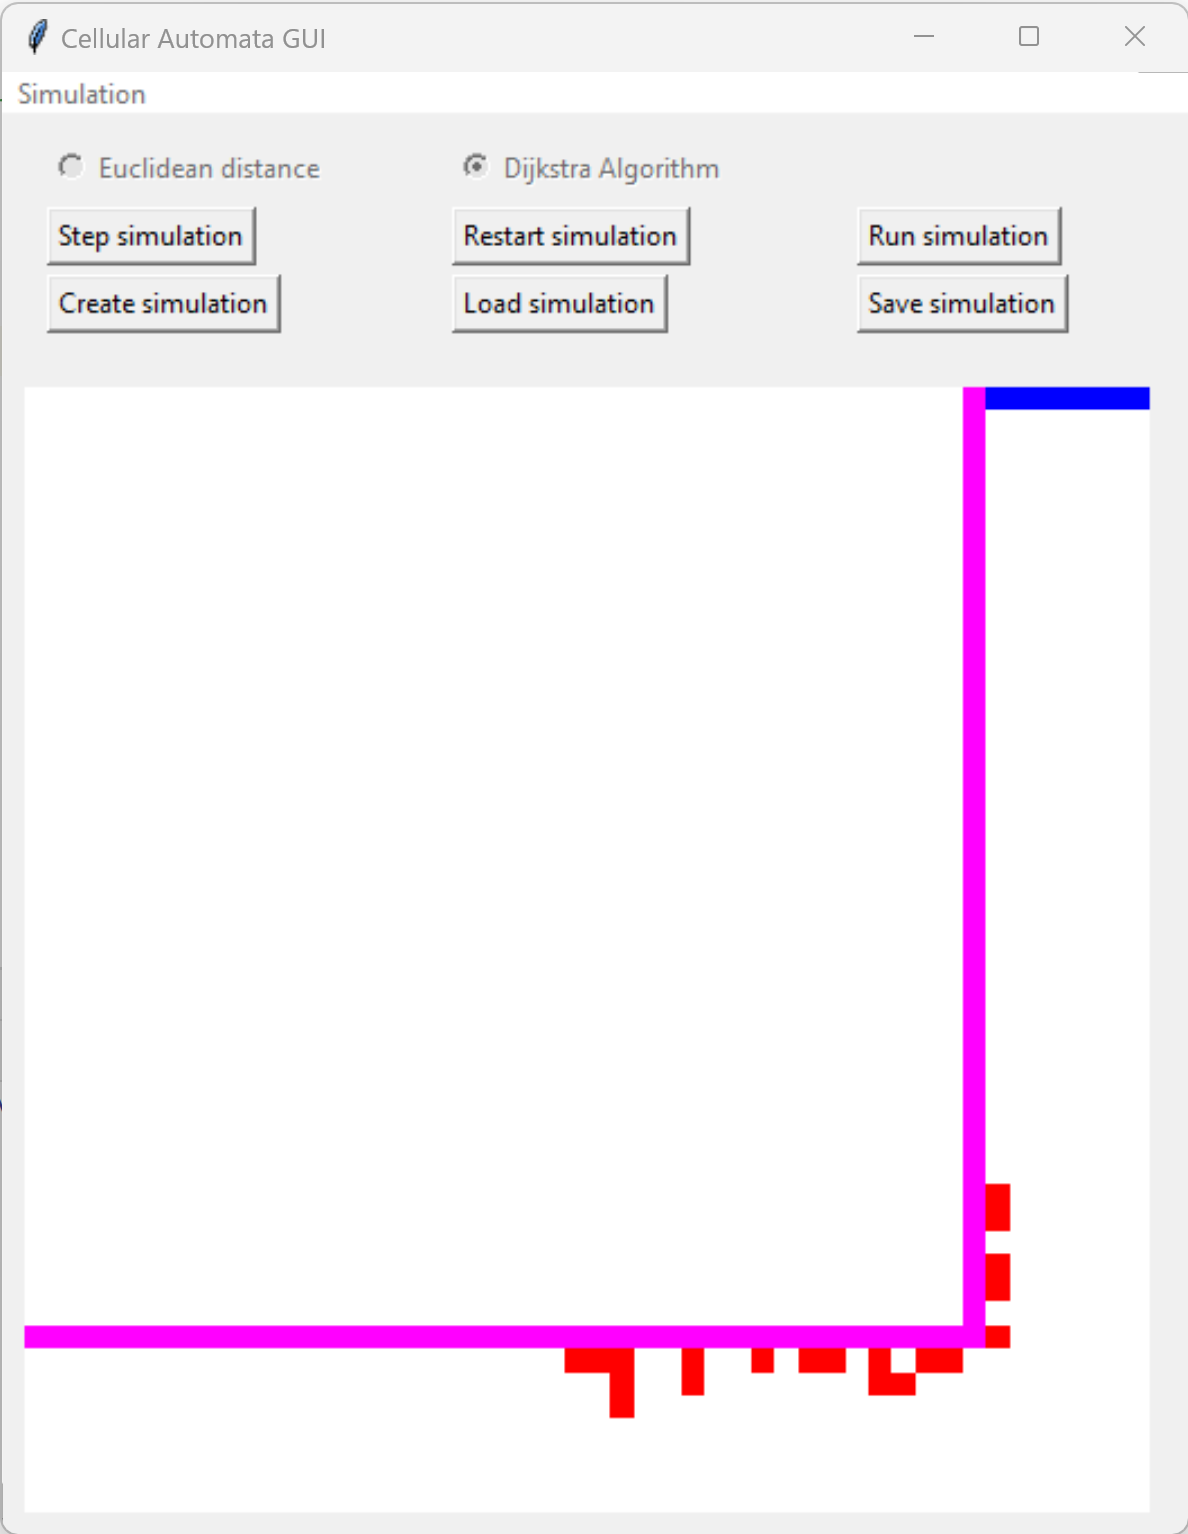 Cellular Automata GUI
Simulation
Euclidean distance Dijkstra Algorithm
Step simulation Restart simulation Run simulation
Create simulation Load simulation Save simulation